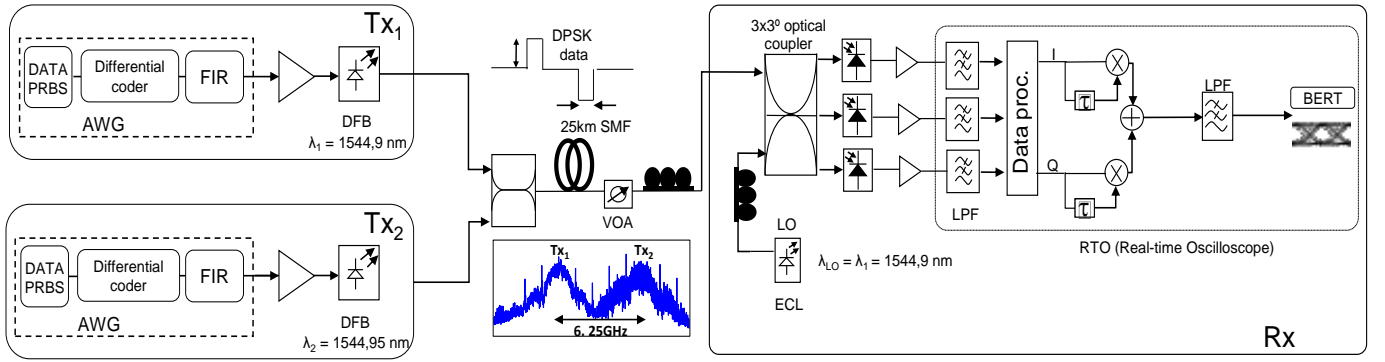 Tx1
DATA
PRBS
Differential
coder
FIR
AWG
DFB
λ1 = 1544,9 nm
Tx2
DATA
PRBS
Differential
coder
FIR
AWG
DFB
λ2 = 1544,95 nm
DPSK
data
25km SMF
VOA
Tx1
Tx2
6. 25GHz
3x3º optical
coupler
LO
ECL
λLO = λ1 = 1544,9 nm
LPF
Data proc.
I
τ
Q
τ
LPF
BERT
RTO (Real-time Oscilloscope)
Rx